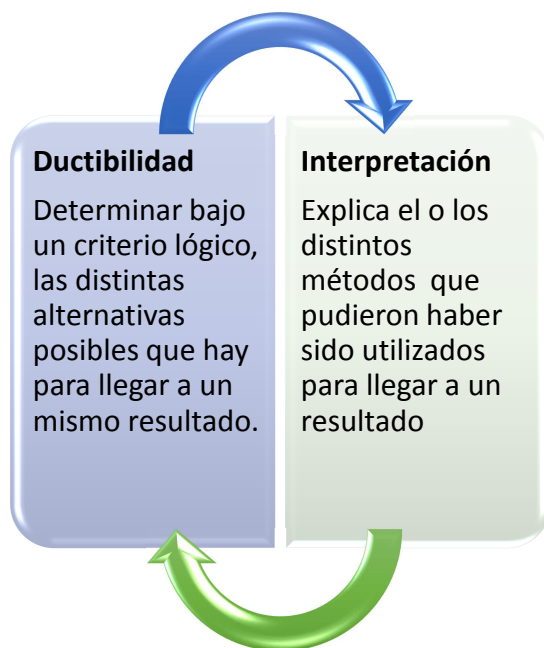 Ductibilidad
Determinar bajo
un criterio lógico,
las distintas
alternativas
posibles que hay
para llegar a un
mismo resultado.
Interpretación
Explica el o los
distintos
métodos  que
pudieron haber
sido utilizados
para llegar a un
resultado